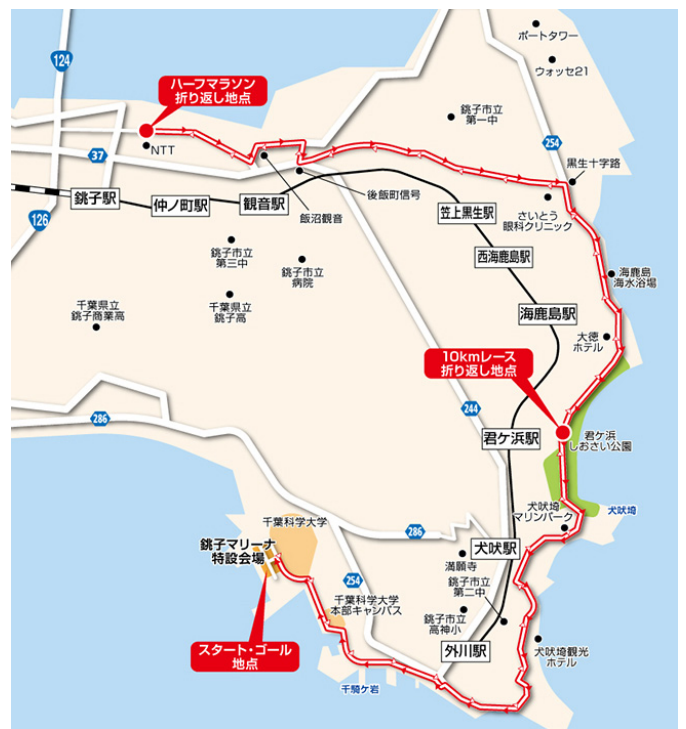 ポートタワー
ウォッセ21
124
ハーフマラソン
折り返し地点
銚子市立
第一中
254
NTT
37
黒生十字路
後飯町信号
銚子駅
仲ノ町駅
観音駅
飯沼観音
笠上黒生駅
さいとう
眼科クリニック
126
銚子市立
第三中
銚子市立
病院
西海鹿島駅
海鹿島
海水浴場
千葉県立
銚子商業高
千葉県立
銚子高
海鹿島駅
大徳
ホテル
10kmレース
折り返し地点
286
244
君ケ浜駅
君ケ浜
しおさい公園
犬吠埼
マリンパーク
犬吠埼
千葉科学大学
286
銚子マリーナ
特設会場
犬吠駅
満願寺
254
千葉科学大学
本部キャンパス
銚子市立
第二中
銚子市立
高神小
スタート・ゴール
地点
外川駅
犬吠埼観光
ホテル
千騎ケ岩